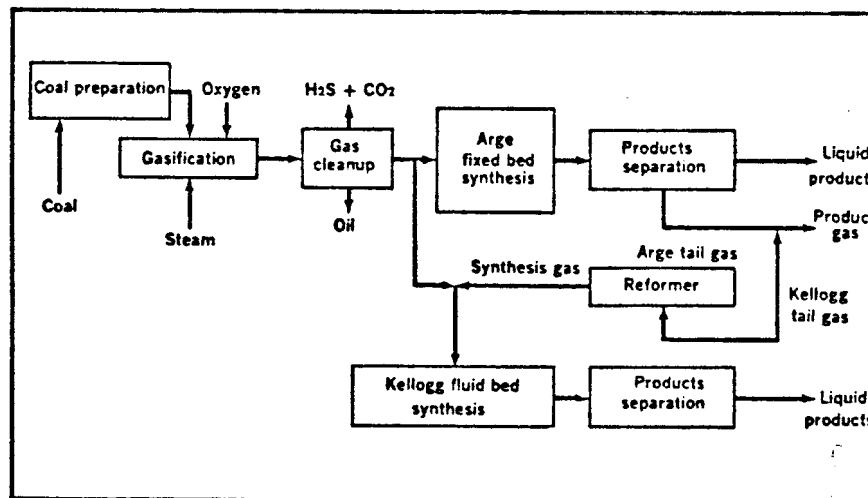 Coal preparation
Oxygen
H2S + CO2
Gasification
Gas
cleanup
Arge
fixed bed
synthesis
Products
separation
Liquid
product
Coal
Steam
Oil
Produc
gas
Arge tail gas
Synthesis gas
Reformer
Kellogg
tail gas
Kellogg fluid bed
synthesis
Products
separation
Liquid
products